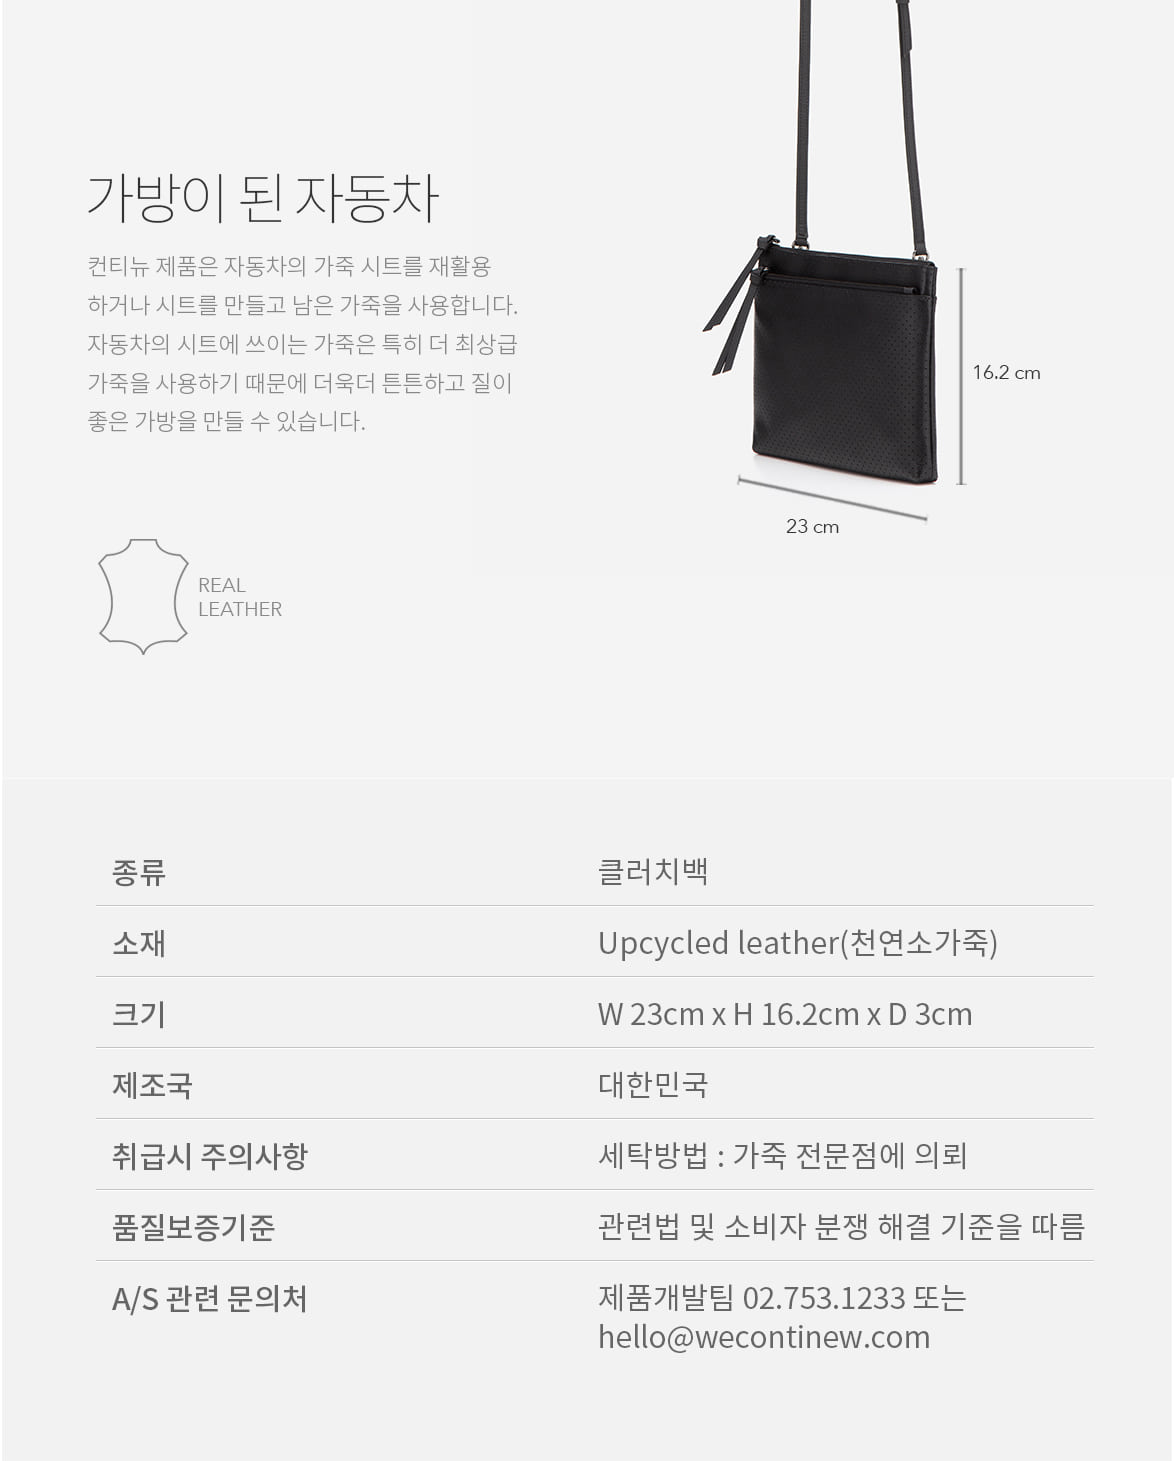 가방이 된 자동차
컨티뉴 제품은 자동차의 가죽 시트를 재활용
하거나 시트를 만들고 남은 가죽을 사용합니다.
자동차의 시트에 쓰이는 가죽은 특히 더 최상급
가죽을 사용하기 때문에 더욱더 튼튼하고 질이
좋은 가방을 만들 수 있습니다.
16.2 cm
23 cm
REAL
LEATHER
종류 클러치백
소재 Upcycled leather(천연소가죽)
크기 W 23cm x H 16.2cm x D 3cm
제조국 대한민국
취급시 주의사항 세탁방법 : 가죽 전문점에 의뢰
품질보증기준 관련법 및 소비자 분쟁 해결 기준을 따름
A/S 관련 문의처 제품개발팀 02.753.1233 또는
hello@wecontinew.com